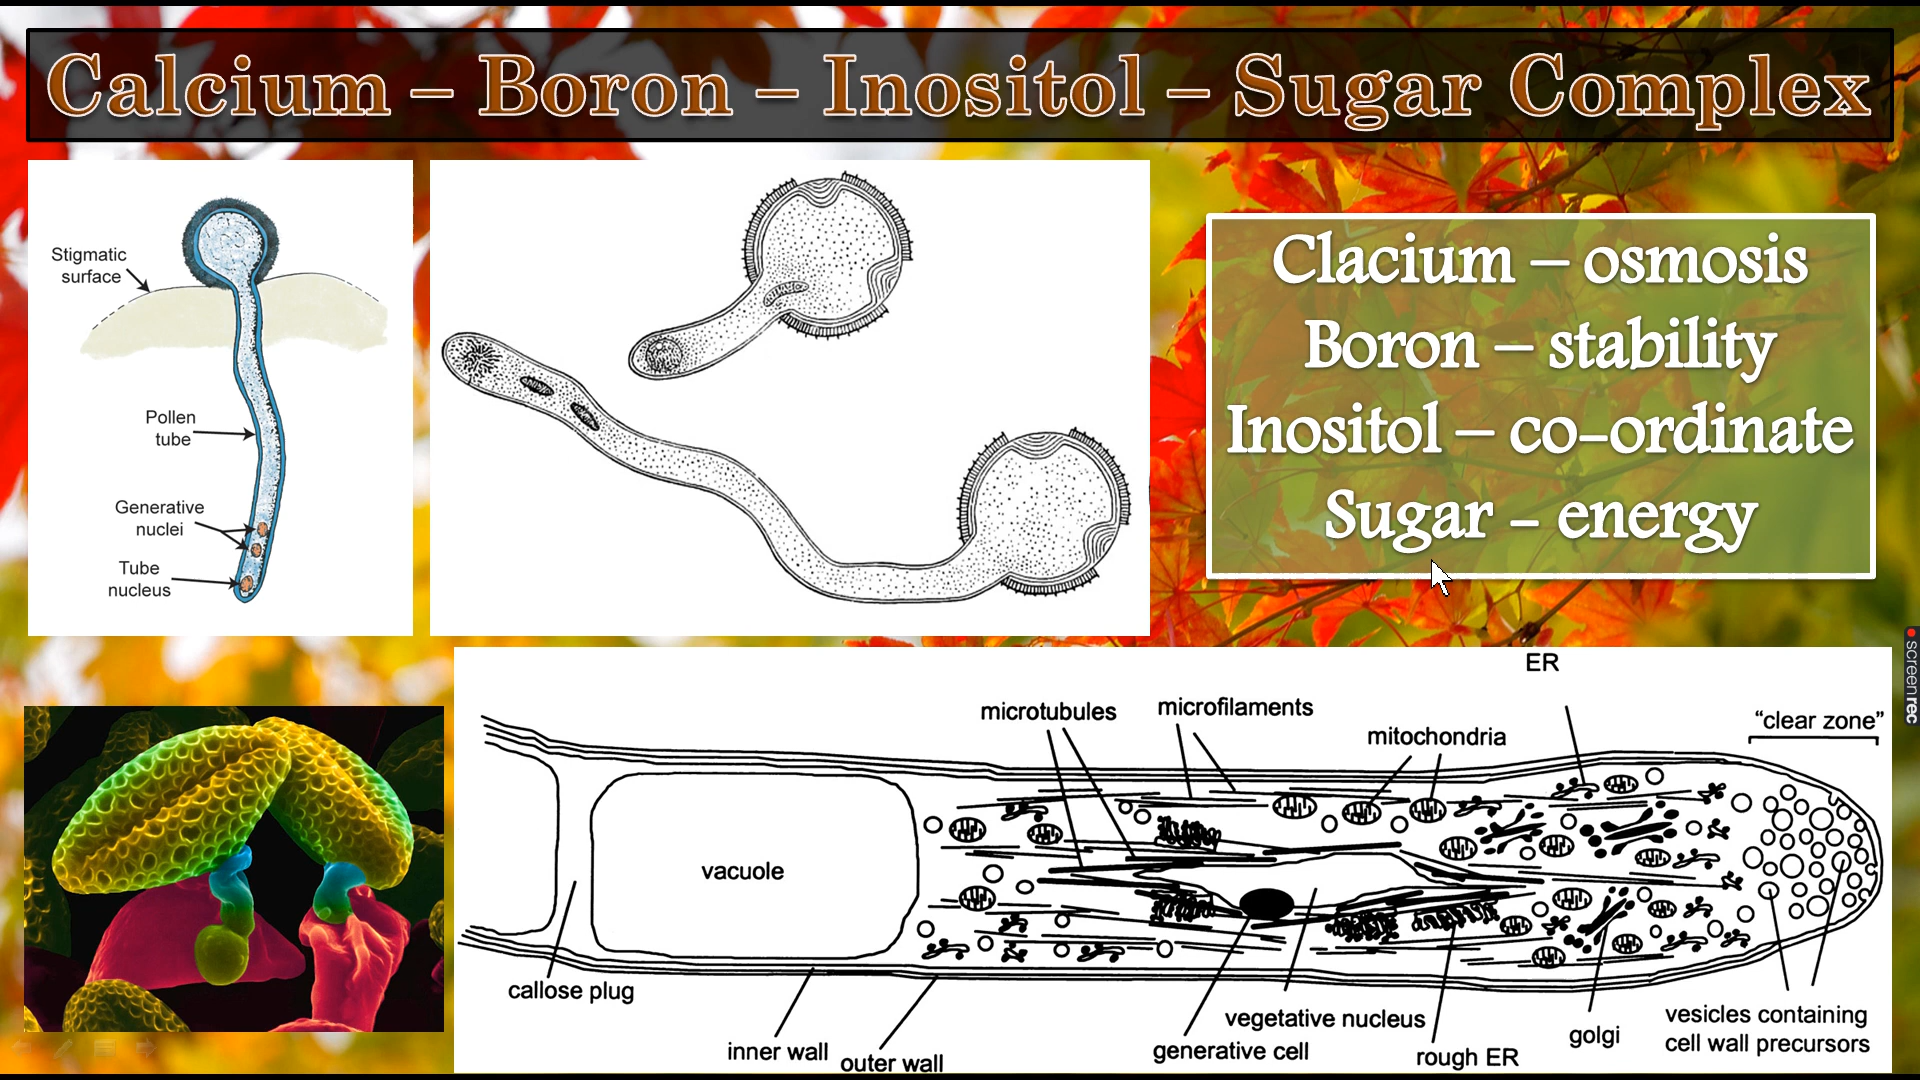 Calcium – Boron – Inositol – Sugar Complex
Stigmatic
surface
Pollen
tube
Generative
nuclei
Tube
nucleus
Clacium – osmosis
Boron – stability
Inositol – co-ordinate
Sugar – energy
ER
microtubules
microfilaments
mitochondria
"clear zone"
vacuole
callose plug
inner wall
outer wall
vegetative nucleus
generative cell
rough ER
golgi
vesicles containing
cell wall precursors
screenrec